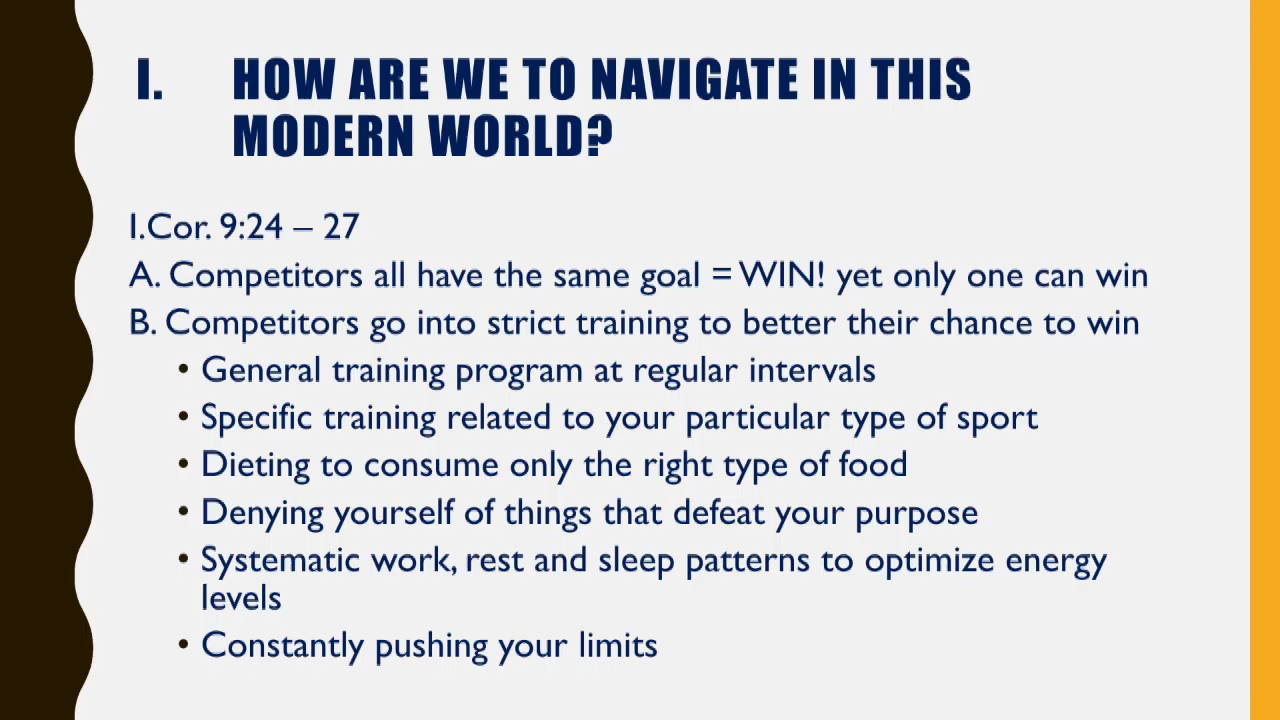 I. HOW ARE WE TO NAVIGATE IN THIS
MODERN WORLD?
I.Cor. 9:24 – 27
A. Competitors all have the same goal = WIN! yet only one can win
B. Competitors go into strict training to better their chance to win
• General training program at regular intervals
• Specific training related to your particular type of sport
• Dieting to consume only the right type of food
• Denying yourself of things that defeat your purpose
• Systematic work, rest and sleep patterns to optimize energy
levels
• Constantly pushing your limits